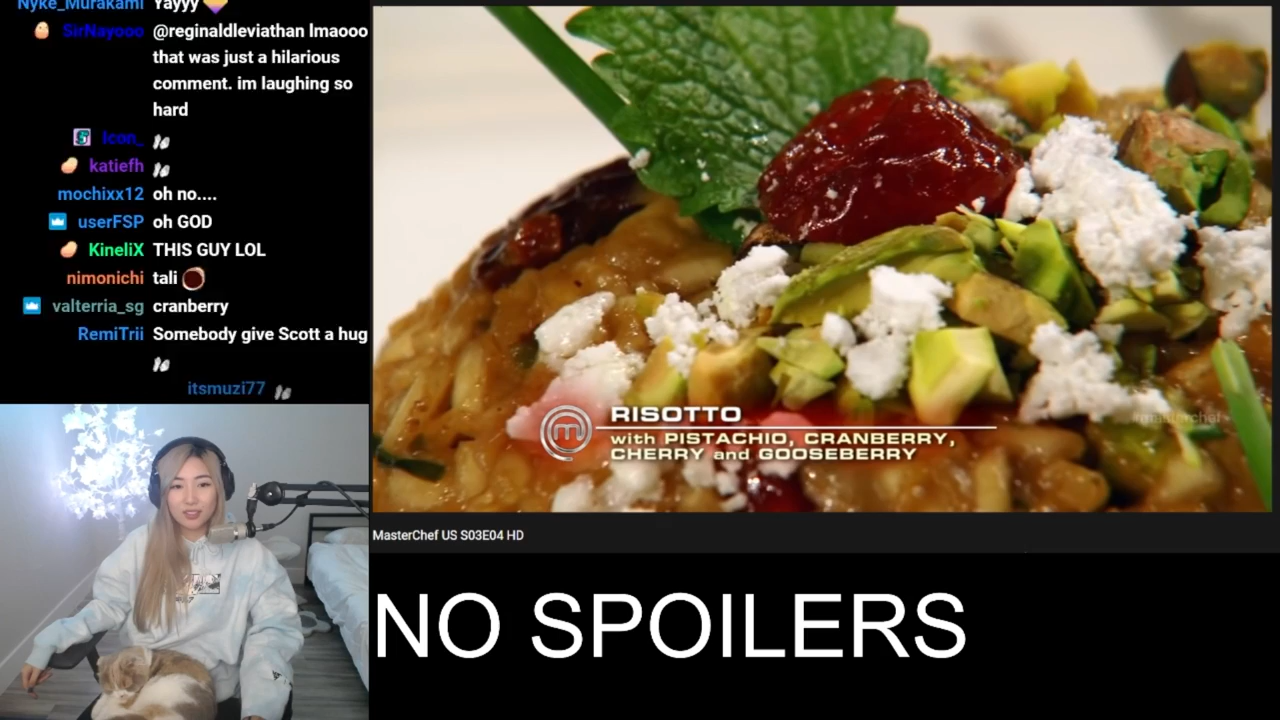 Nyke_Murakami Yayyy
SirNayooo @reginaldleviathan lmaooo
that was just a hilarious
comment. im laughing so
hard
Icon_
katiefh
mochixx12 oh no....
userFSP oh GOD
KineliX THIS GUY LOL
nimonichi tali
valterria_sg cranberry
RemiTrii Somebody give Scott a hug
itsmuzi77
#masterchef
RISOTTO
with PISTACHIO, CRANBERRY,
CHERRY and GOOSEBERRY
MasterChef US S03E04 HD
NO SPOILERS